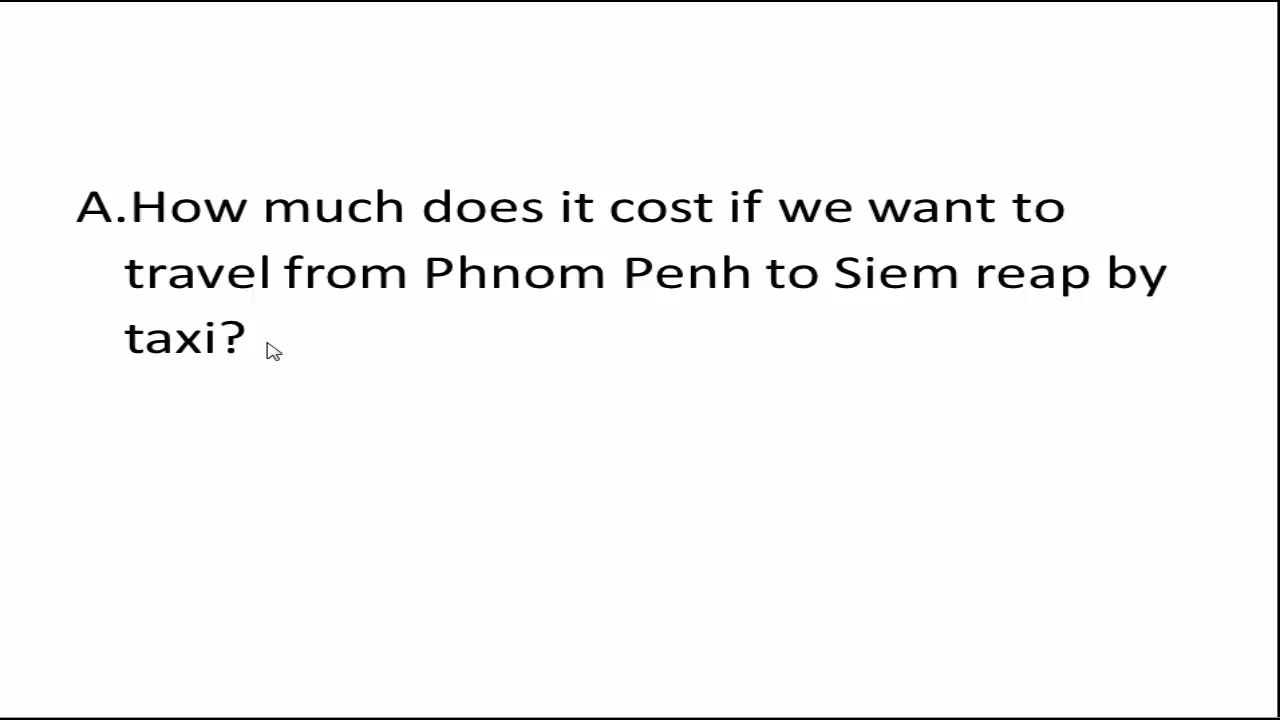 A.How much does it cost if we want to
travel from Phnom Penh to Siem reap by
taxi?